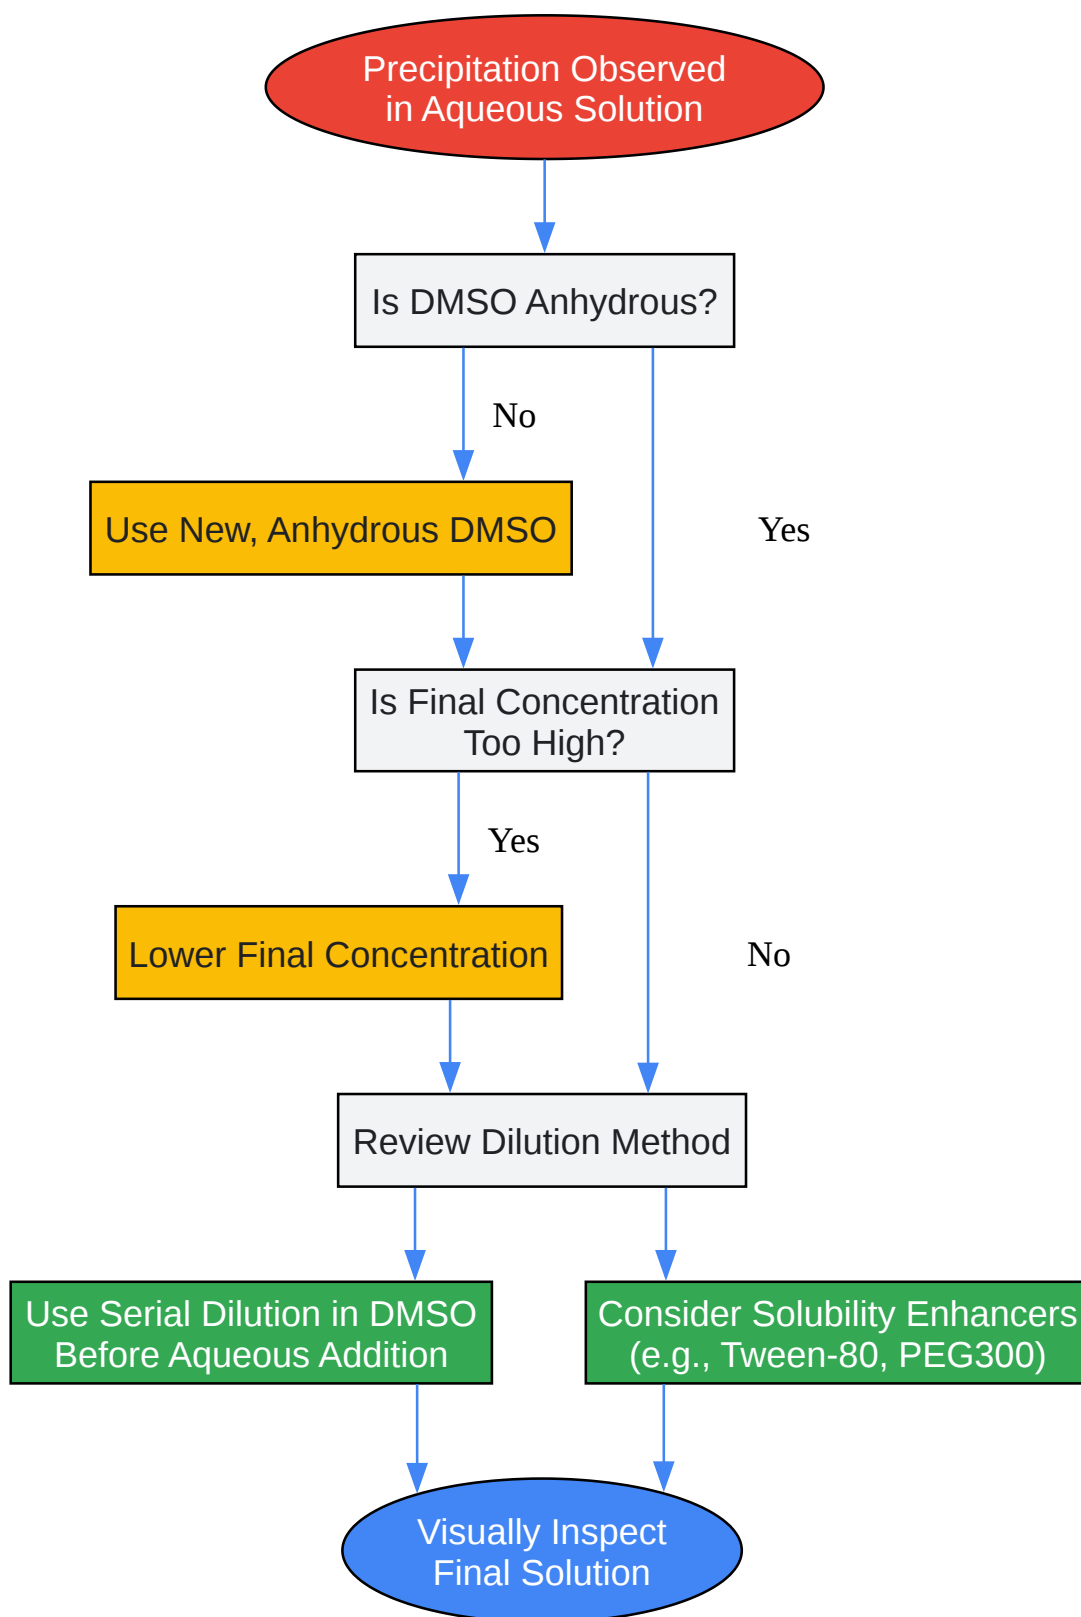 Precipitation Observed
in Aqueous Solution
Is DMSO Anhydrous?
No
Use New, Anhydrous DMSO
Yes
Is Final Concentration
Too High?
Yes
Lower Final Concentration
No
Review Dilution Method
Use Serial Dilution in DMSO
Before Aqueous Addition
Consider Solubility Enhancers
(e.g., Tween-80, PEG300)
Visually Inspect
Final Solution